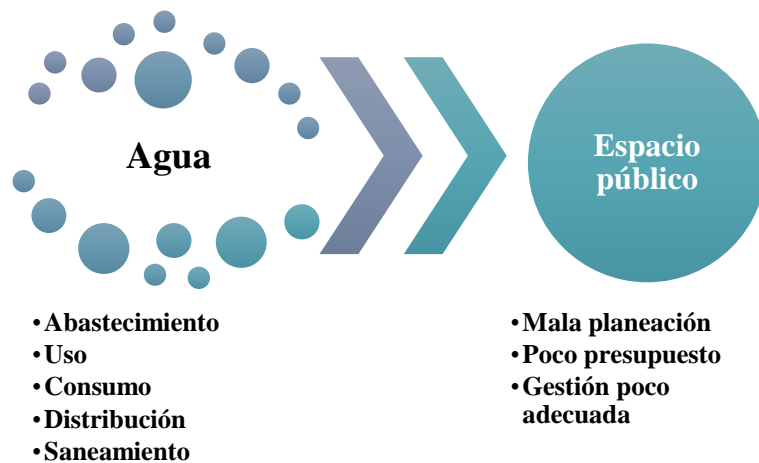 Agua
•Abastecimiento
•Uso
•Consumo
•Distribución
•Saneamiento
Espacio
público
•Mala planeación
•Poco presupuesto
•Gestión poco
adecuada